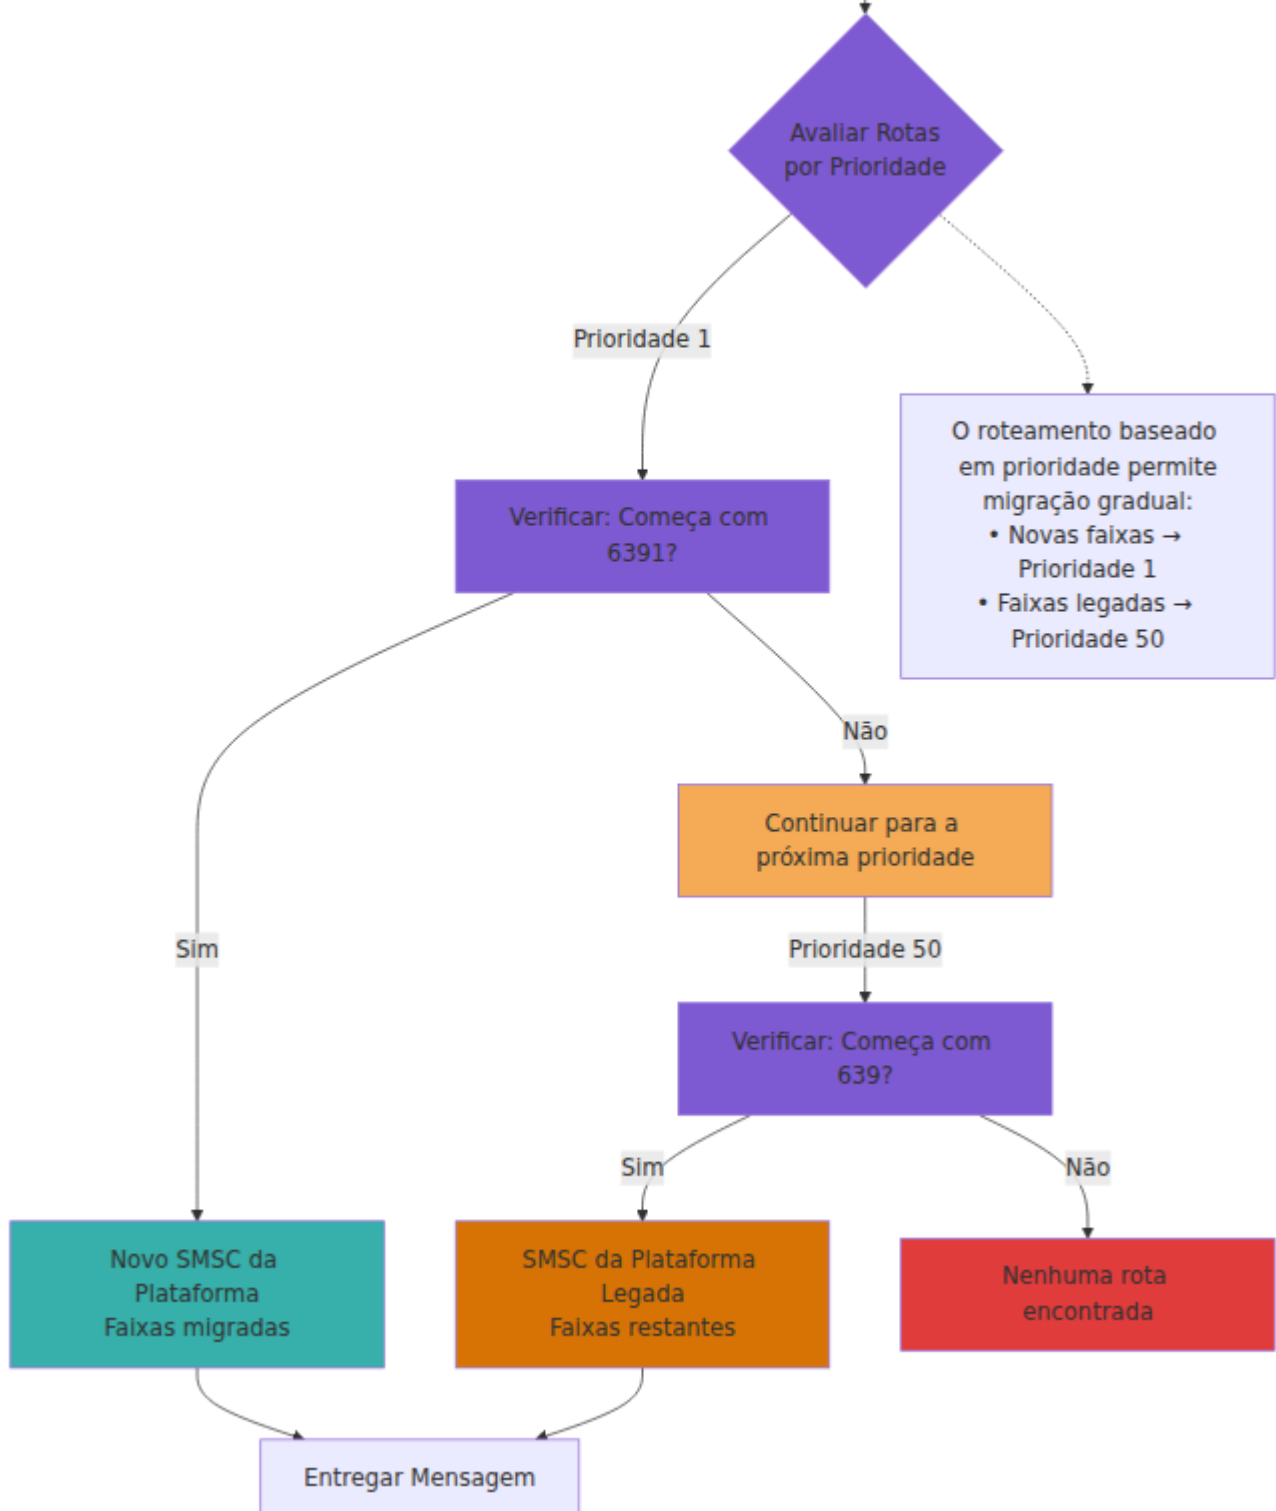 Avaliar Rotas
por Prioridade
Prioridade 1
O roteamento baseado
em prioridade permite
migração gradual:
• Novas faixas →
Prioridade 1
• Faixas legadas →
Prioridade 50
Verificar: Começa com
6391?
Não
Continuar para a
próxima prioridade
Sim
Prioridade 50
Verificar: Começa com
639?
Sim
Não
Novo SMSC da
Plataforma
Faixas migradas
SMSC da Plataforma
Legada
Faixas restantes
Nenhuma rota
encontrada
Entregar Mensagem